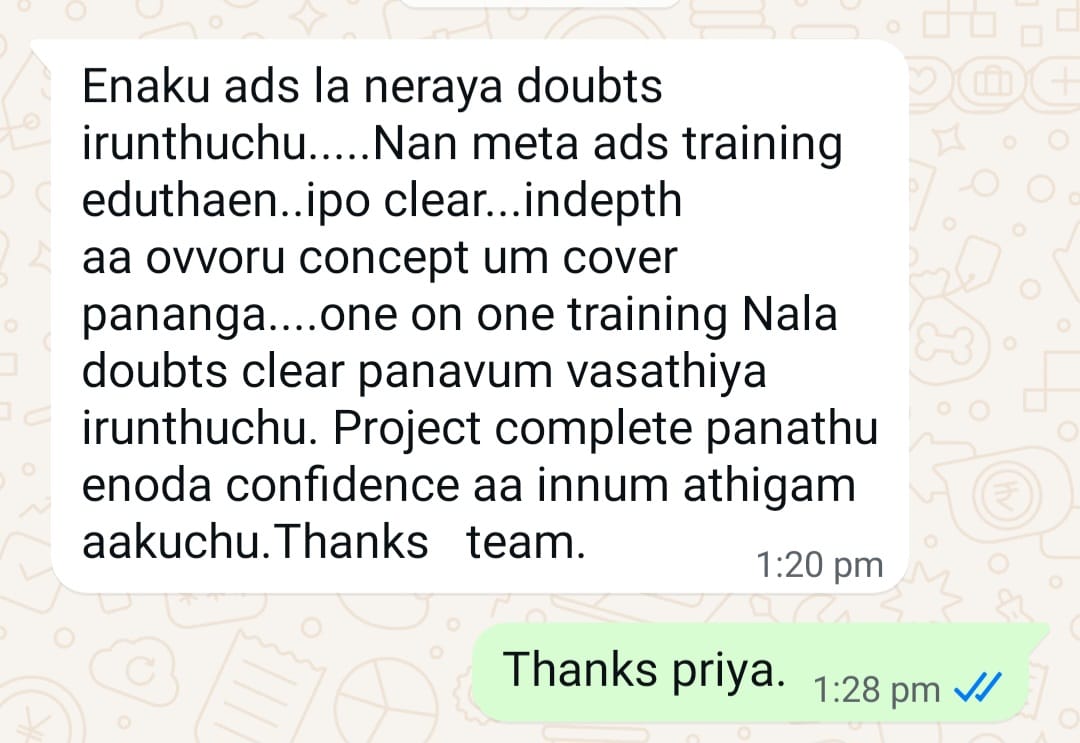 Enaku ads la neraya doubts
irunthuchu.....Nan meta ads training
eduthaen..ipo clear...indepth
aa ovvoru concept um cover
pananga....one on one training Nala
doubts clear panavum vasathiya
irunthuchu. Project complete panathu
enoda confidence aa innum athigam
aakuchu.Thanks   team.
1:20 pm
Thanks priya.
1:28 pm